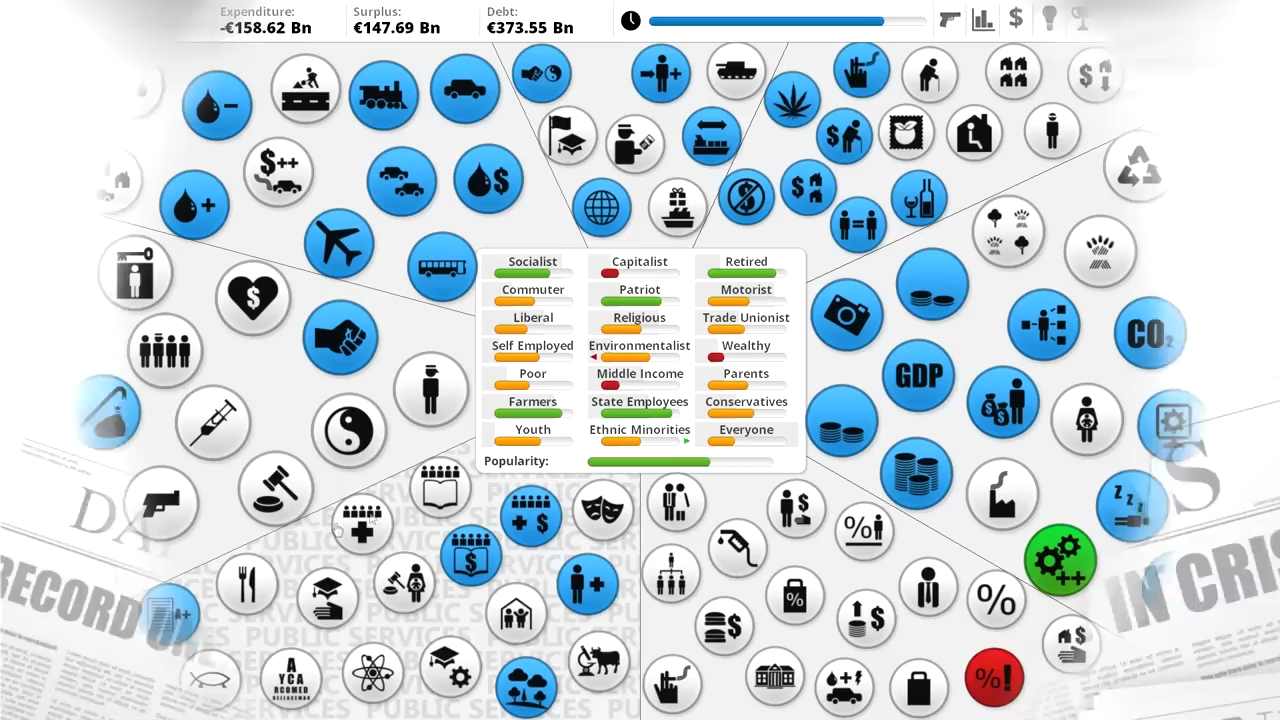 Expenditure: Surplus: Debt:
-€158.62 Bn €147.69 Bn €373.55 Bn
$++
Socialist Capitalist Retired
Commuter Patriot Motorist
Liberal Religious Trade Unionist
Self Employed Environmentalist Wealthy
Poor Middle Income Parents
Farmers State Employees Conservatives
Youth Ethnic Minorities Everyone
Popularity:
GDP
CO₂
PUBLIC SERVICES
RECORD
IN CRIS
A+
A
YCA
RCOMED
%
%!
Z Z Z